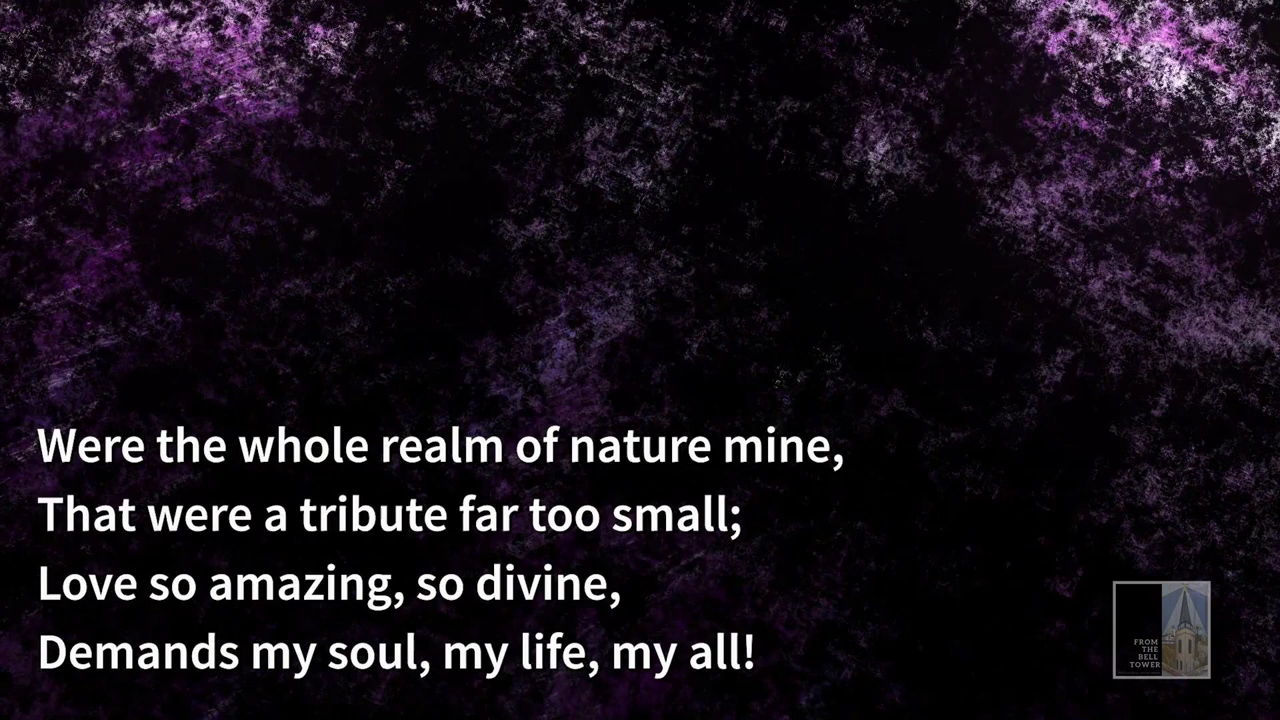 Were the whole realm of nature mine,
That were a tribute far too small;
Love so amazing, so divine,
Demands my soul, my life, my all!
FROM
THE
BELL
TOWER